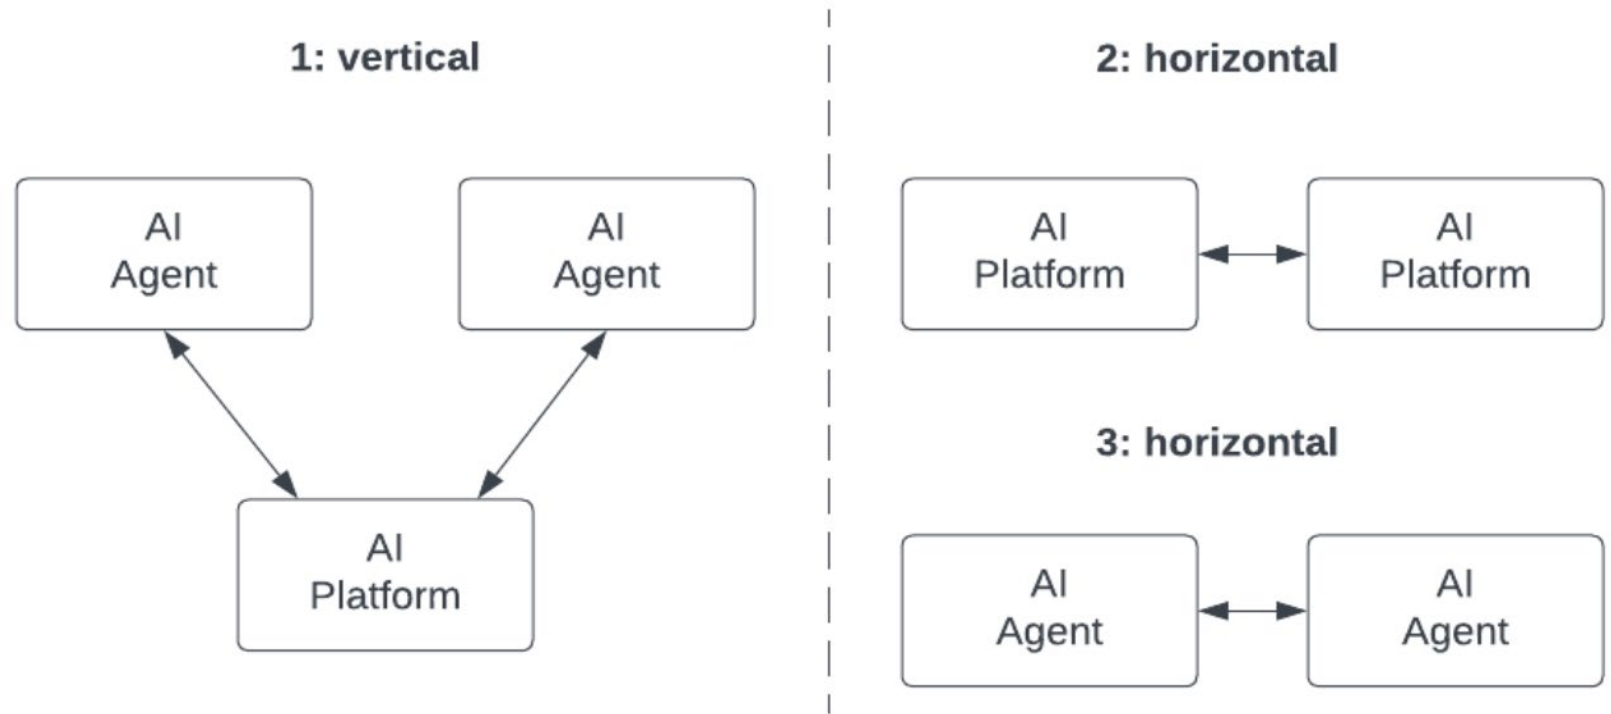 1: vertical
AI
Agent
AI
Agent
AI
Platform
2: horizontal
AI
Platform
AI
Platform
3: horizontal
AI
Agent
AI
Agent